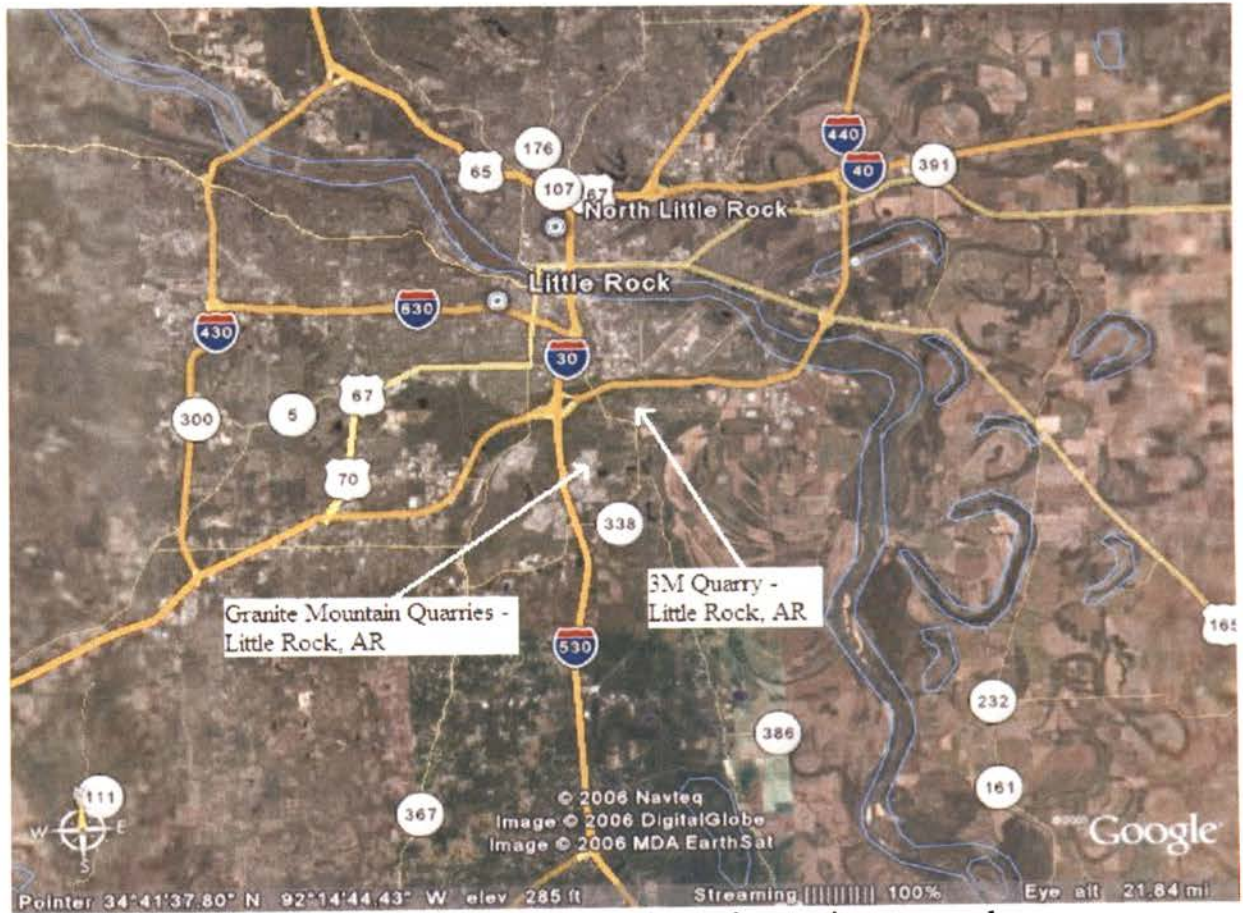 440
176
65
40
391
107
67
North Little Rock
Little Rock
630
430
30
67
300
5
70
338
Granite Mountain Quarries -
Little Rock, AR
3M Quarry -
Little Rock, AR
530
165
232
386
161
111
367
W E
S
© 2006 Navteq
Image © 2006 DigitalGlobe
Image © 2006 MDA EarthSat
Google
Pointer 34°41'37.80" N 92°14'44.43" W elev 285 ft Streaming |||||||||| 100% Eye alt 21.84 mi